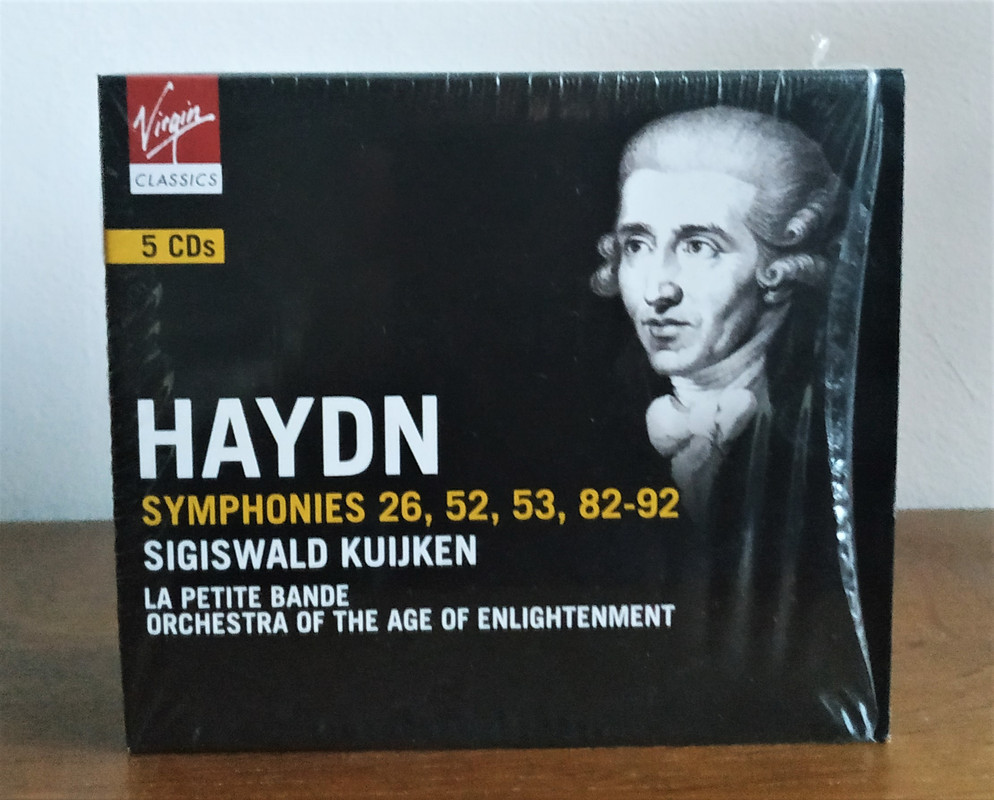 Virgin
CLASSICS
5 CDs
HAYDN
SYMPHONIES 26, 52, 53, 82-92
SIGISWALD KUIJKEN
LA PETITE BANDE
ORCHESTRA OF THE AGE OF ENLIGHTENMENT